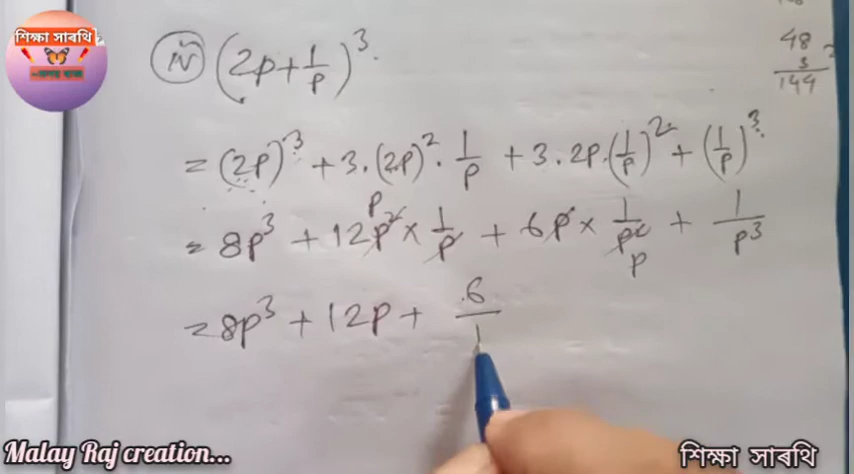 শিক্ষা সাৰথি
48
3
144
(2p + 1/p)³
= (2p)³ + 3·(2p)²·1/p + 3·2p·(1/p)² + (1/p)³
= 8p³ + 12p² × 1/p + 6p × 1/p² + 1/p³
p
p
= 8p³ + 12p + 6/
Malay Raj creation...
শিক্ষা সাৰথি